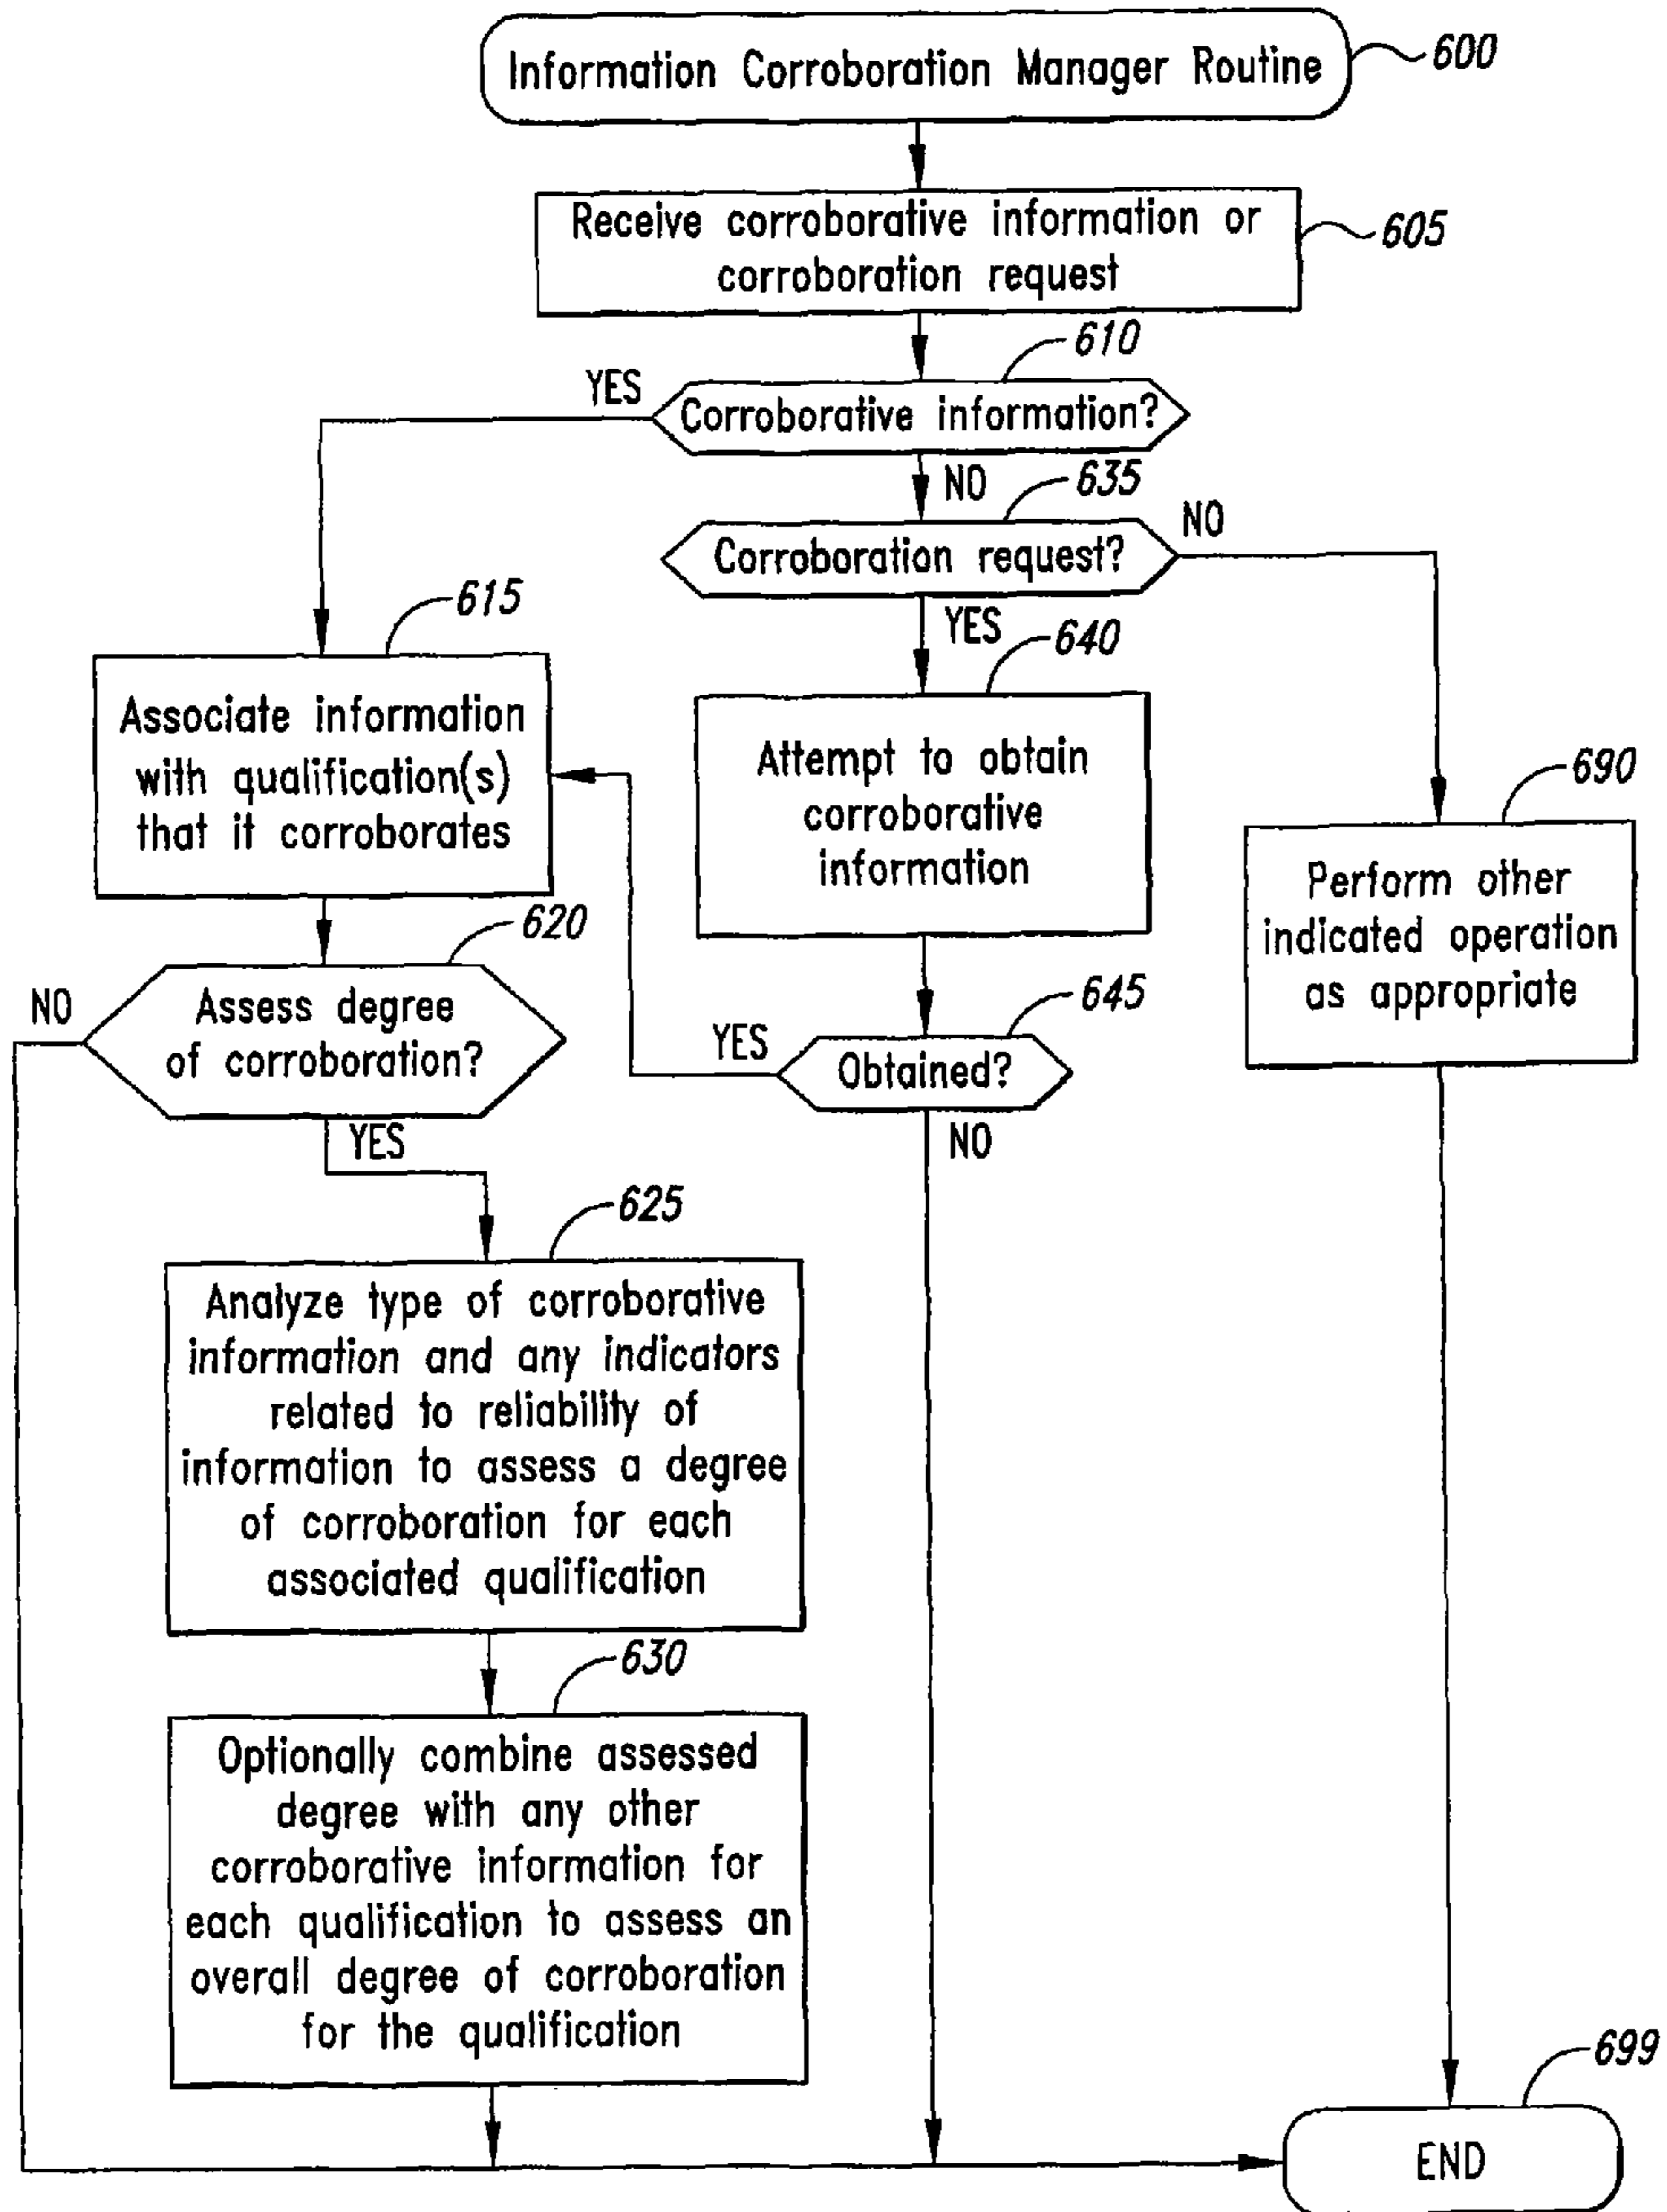 Information Corroboration Manager Routine
600
Receive corroborative information or
corroboration request
605
610
YES
Corroborative information?
NO
635
NO
Corroboration request?
615
YES
640
Associate information
with qualification(s)
that it corroborates
Attempt to obtain
corroborative
information
690
Perform other
indicated operation
as appropriate
620
NO
Assess degree
of corroboration?
645
YES
Obtained?
YES
NO
625
Analyze type of corroborative
information and any indicators
related to reliability of
information to assess a degree
of corroboration for each
associated qualification
630
Optionally combine assessed
degree with any other
corroborative information for
each qualification to assess an
overall degree of corroboration
for the qualification
699
END